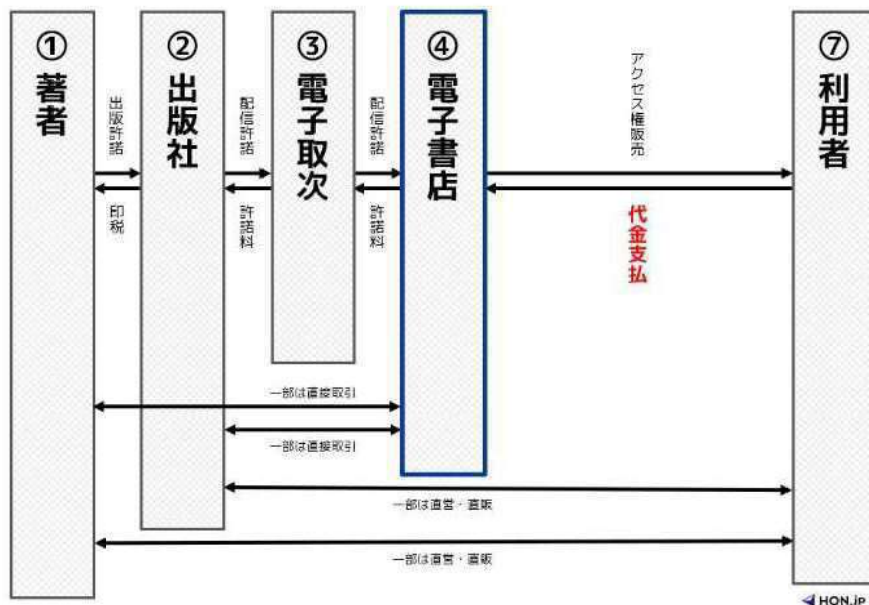 ①著者
②出版社
③電子取次
④電子書店
⑦利用者
出版許諾
印税
配信許諾
許諾料
配信許諾
許諾料
アクセス権販売
代金支払
一部は直接取引
一部は直接取引
一部は直営・直販
一部は直営・直販
HON.jp